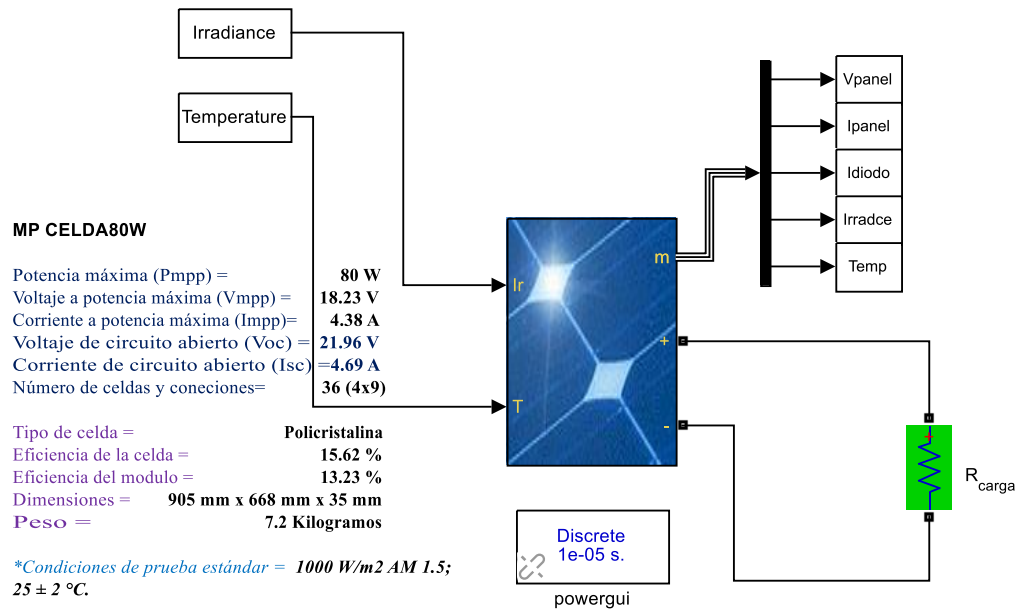 Irradiance
Temperature
Vpanel
Ipanel
Idiodo
Irradce
Temp
MP CELDA80W
Potencia máxima (Pmpp) = 80 W
Voltaje a potencia máxima (Vmpp) = 18.23 V
Corriente a potencia máxima (Impp)= 4.38 A
Voltaje de circuito abierto (Voc) = 21.96 V
Corriente de circuito abierto (Isc) =4.69 A
Número de celdas y coneciones= 36 (4x9)
Tipo de celda = Policristalina
Eficiencia de la celda = 15.62 %
Eficiencia del modulo = 13.23 %
Dimensiones = 905 mm x 668 mm x 35 mm
Peso = 7.2 Kilogramos
*Condiciones de prueba estándar = 1000 W/m2 AM 1.5;
25 ± 2 °C.
m
Ir
+
T
-
+
Rcarga
Discrete
1e-05 s.
powergui